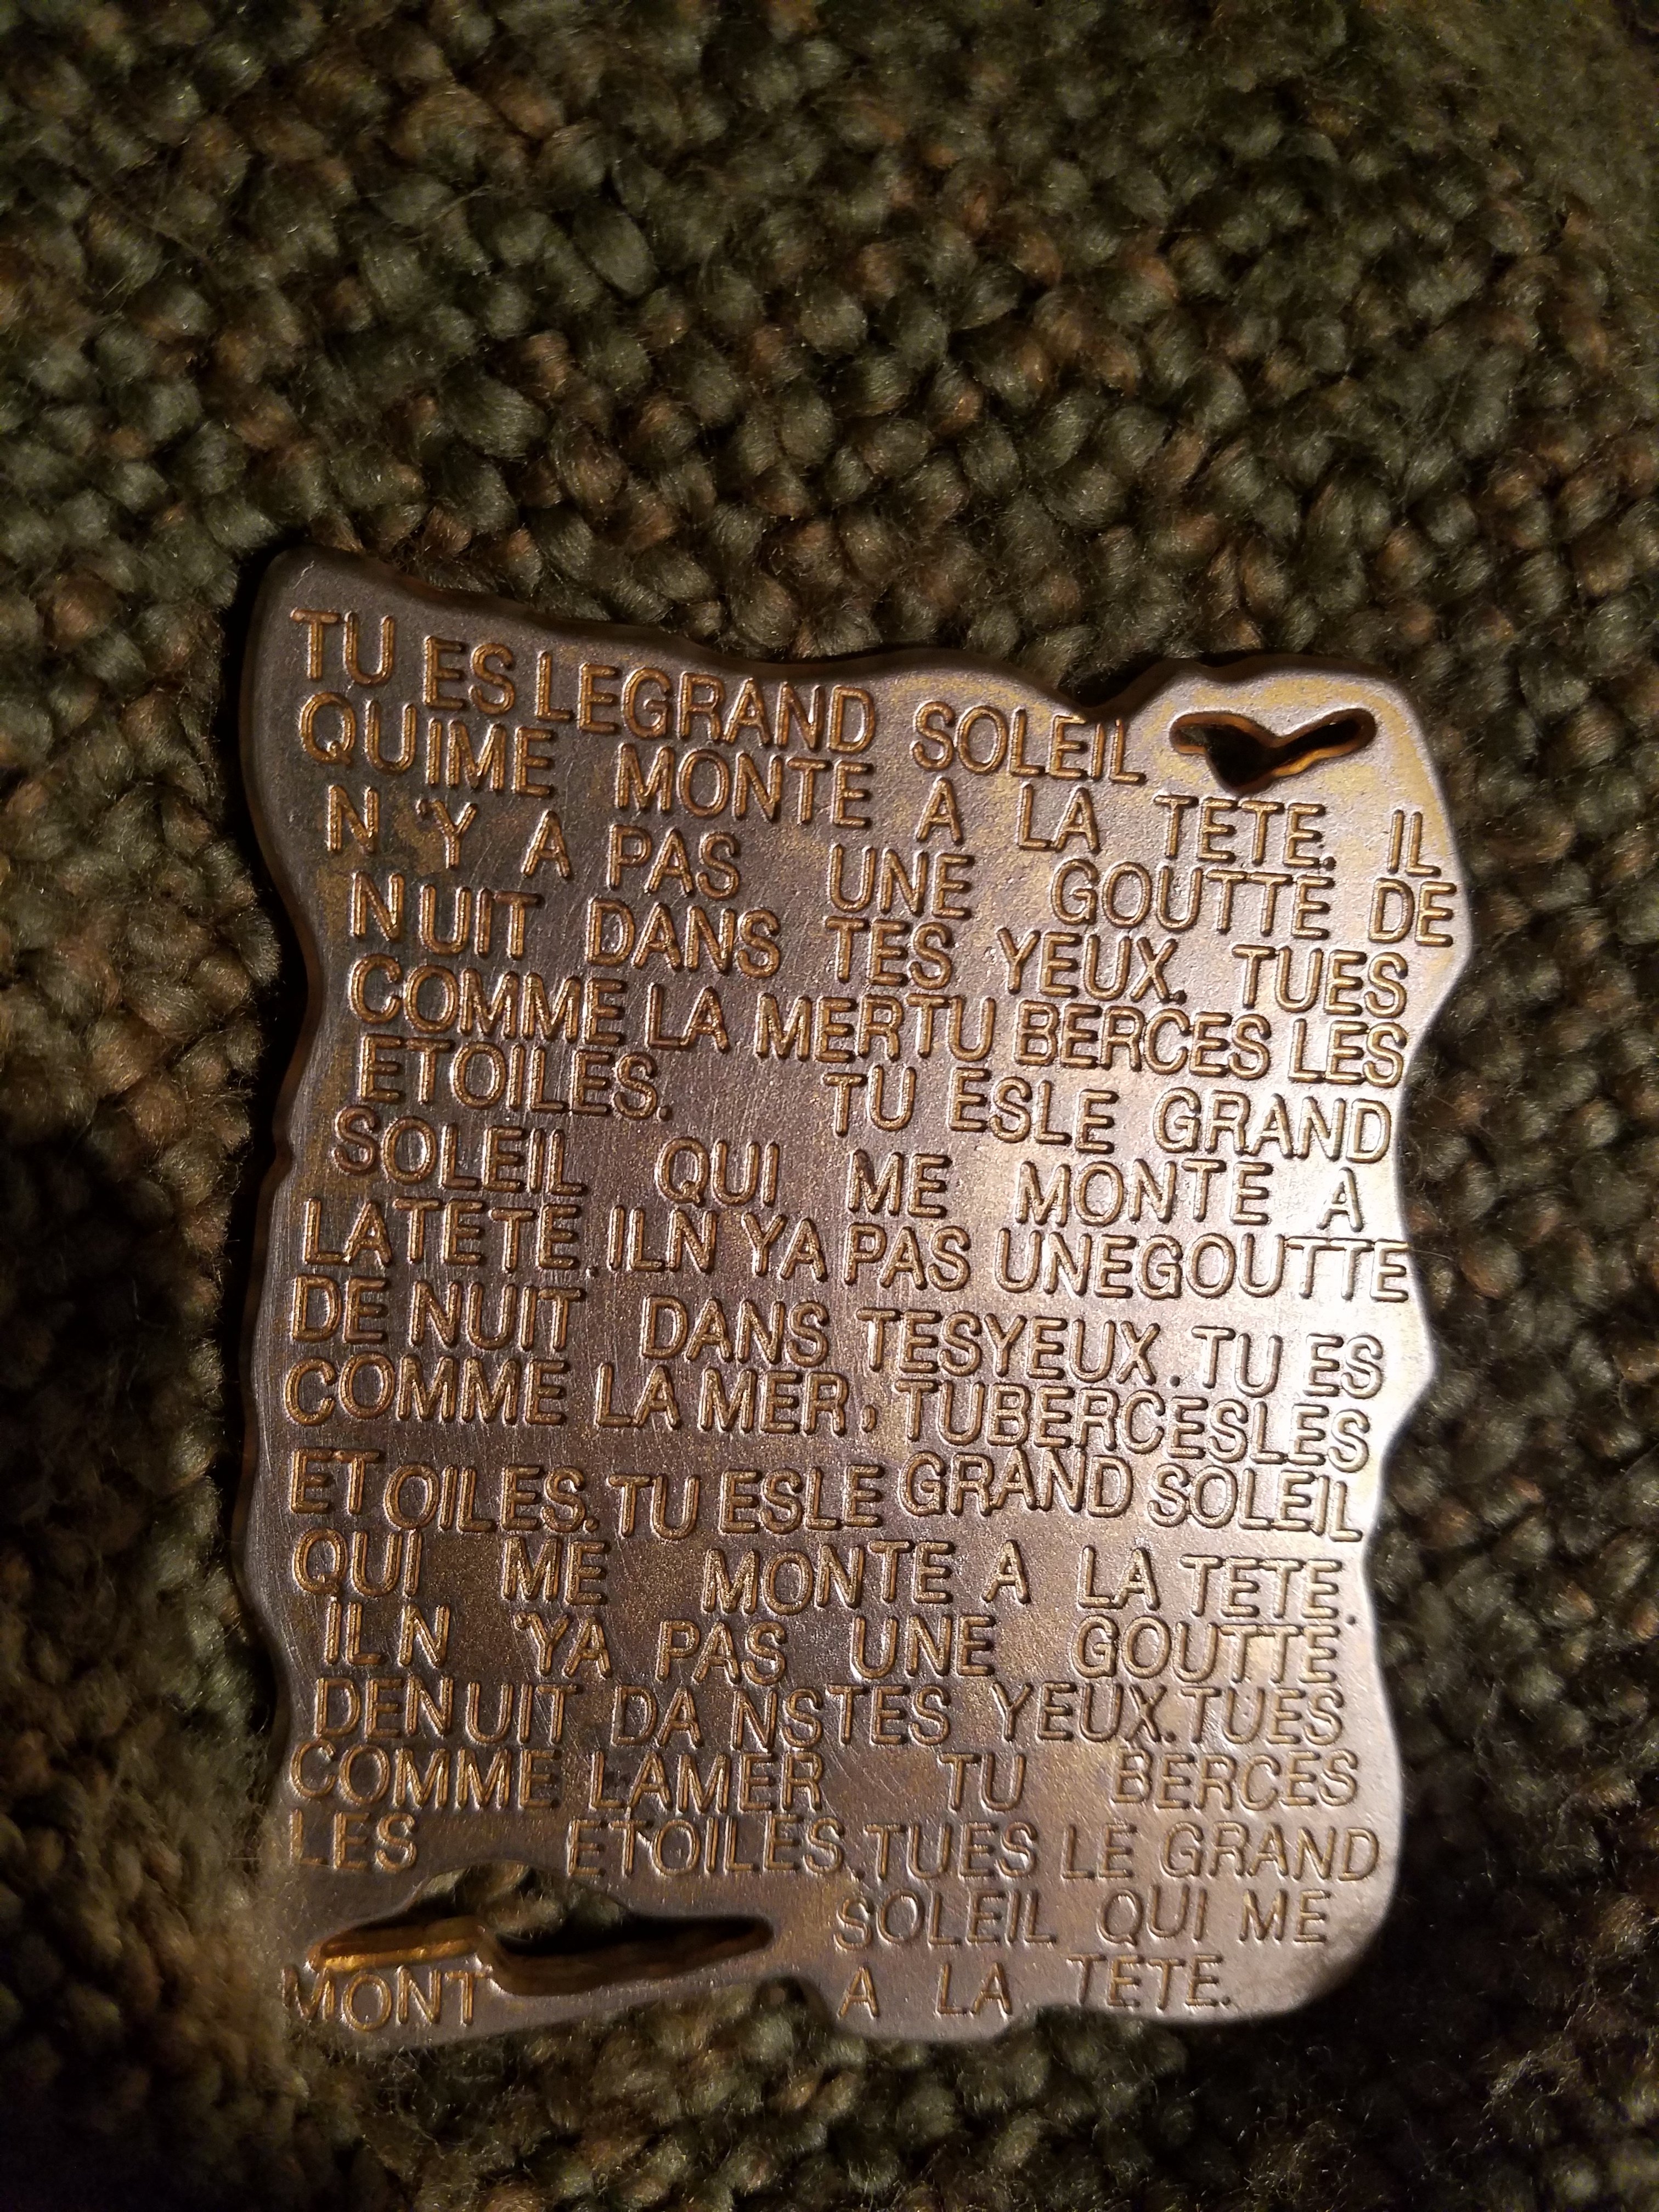 TU ES LEGRAND SOLEIL
QUIME MONTE A LA TETE. IL
N 'Y A PAS UNE GOUTTE DE
NUIT DANS TES YEUX. TUES
COMME LA MERTU BERCES LES
ETOILES. TU ESLE GRAND
SOLEIL QUI ME MONTE A
LATETE.ILN YA PAS UNEGOUTTE
DE NUIT DANS TESYEUX.TU ES
COMME LA MER, TUBERCESLES
ETOILES.TU ESLE GRAND SOLEIL
QUI ME MONTE A LA TETE.
ILN 'YA PAS UNE GOUTTE
DENUIT DA NSTES YEUX.TUES
COMME LAMER TU BERCES
LES ETOILES.TUES LE GRAND
SOLEIL QUI ME
MONT A LA TETE.